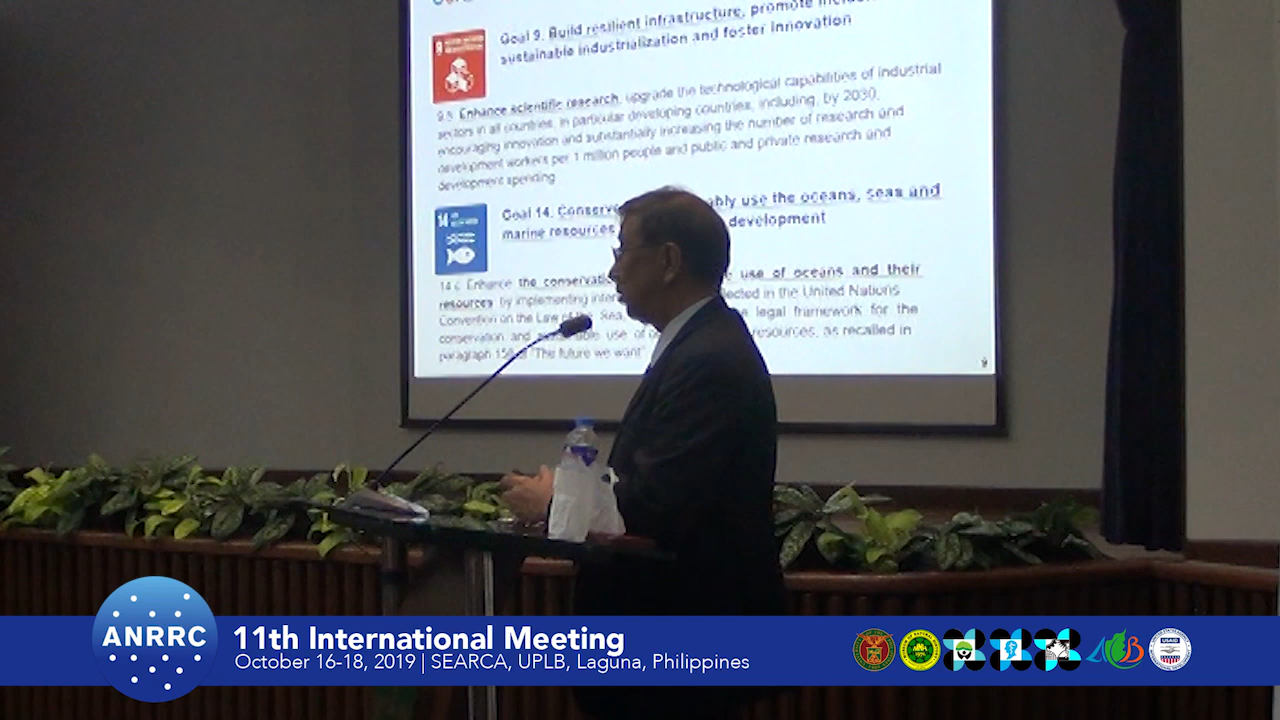 Goal 9. Build resilient infrastructure, promote
sustainable industrialization and foster innovation
9
9.5 Enhance scientific research, upgrade the technological capabilities of industrial
sectors in all countries, in particular developing countries, including, by 2030,
encouraging innovation and substantially increasing the number of research and
development workers per 1 million people and public and private research and
development spending
14
Goal 14. Conserve ably use the oceans, seas and
marine resources development
14.c Enhance the conservati use of oceans and their
resources by implementing inter lected in the United Nations
Convention on the Law of the Sea, legal framework for the
conservation and use of resources, as recalled in
paragraph 158 of "The future we want"
9
ANRRC
11th International Meeting
October 16-18, 2019 | SEARCA, UPLB, Laguna, Philippines
USAID